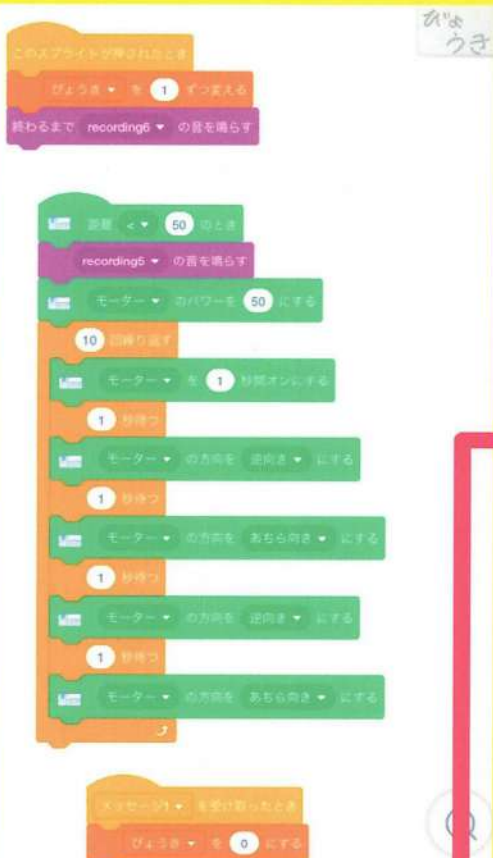 びょ
うき
このスプライトが押されたとき
びょうき ▼ を 1 ずつ変える
終わるまで recording6 ▼ の音を鳴らす
距離 < ▼ 50 のとき
recording5 ▼ の音を鳴らす
モーター ▼ のパワーを 50 にする
10 回繰り返す
モーター ▼ を 1 秒間オンにする
1 秒待つ
モーター ▼ の方向を 逆向き ▼ にする
1 秒待つ
モーター ▼ の方向を あちら向き ▼ にする
1 秒待つ
モーター ▼ の方向を 逆向き ▼ にする
1 秒待つ
モーター ▼ の方向を あちら向き ▼ にする
メッセージ1 ▼ を受け取ったとき
びょうき ▼ を 0 にする